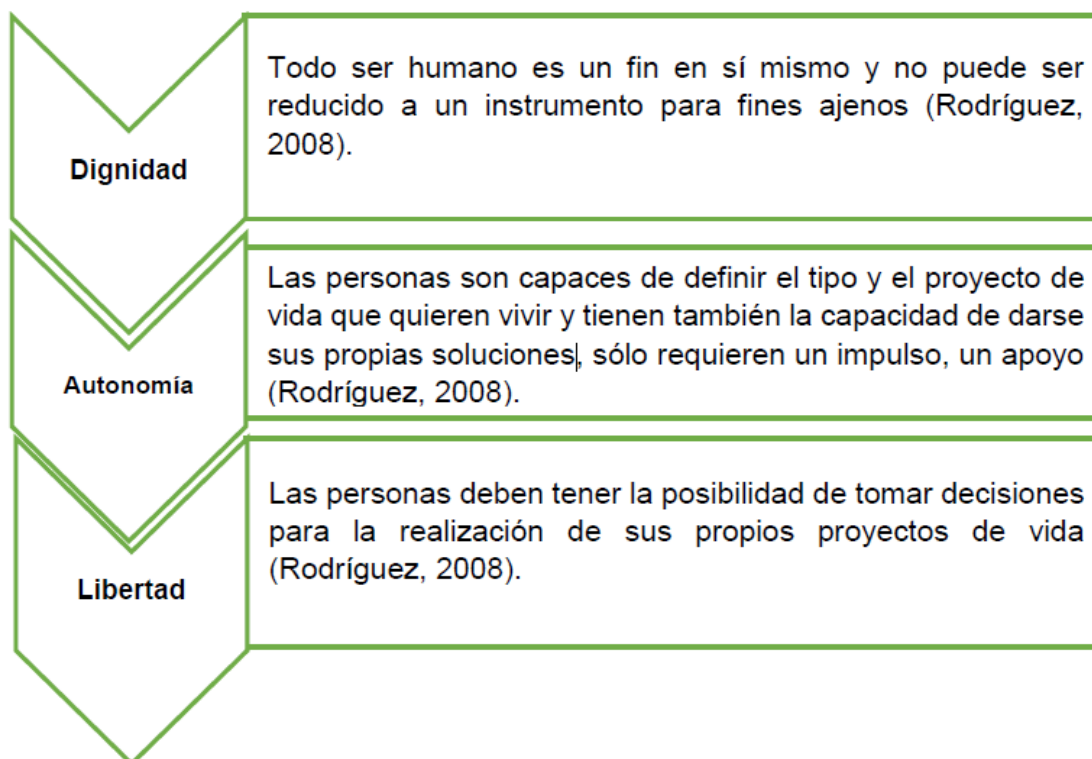 Dignidad
Todo ser humano es un fin en sí mismo y no puede ser
reducido a un instrumento para fines ajenos (Rodríguez,
2008).
Autonomía
Las personas son capaces de definir el tipo y el proyecto de
vida que quieren vivir y tienen también la capacidad de darse
sus propias soluciones, sólo requieren un impulso, un apoyo
(Rodríguez, 2008).
Libertad
Las personas deben tener la posibilidad de tomar decisiones
para la realización de sus propios proyectos de vida
(Rodríguez, 2008).